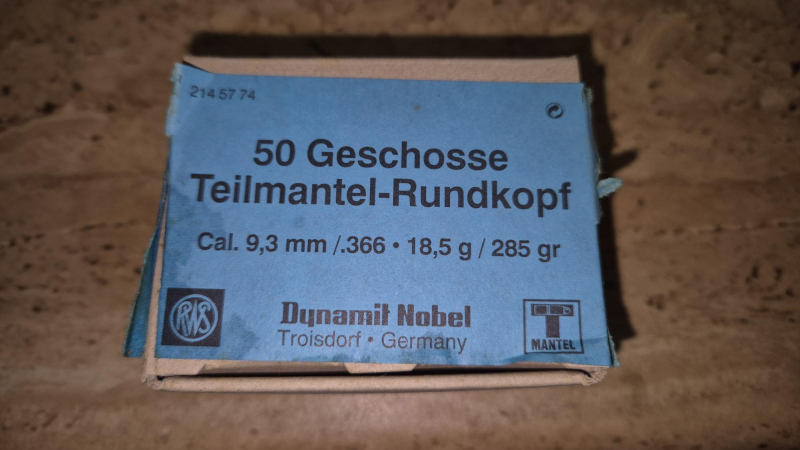 214 57 74
50 Geschosse
Teilmantel-Rundkopf
Cal. 9,3 mm /.366 • 18,5 g / 285 gr
RWS
Dynamit Nobel
Troisdorf • Germany
T
MANTEL